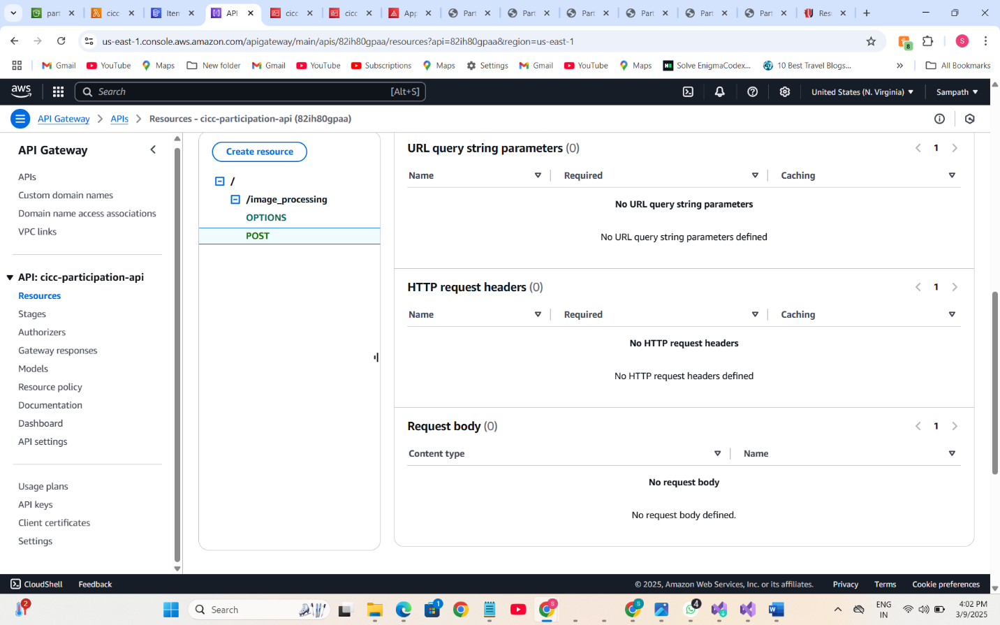 part
cicc
Item
API
cicc
cicc
App
Part
Part
Part
Part
Part
Part
Resu
us-east-1.console.aws.amazon.com/apigateway/main/apis/82ih80gpaa/resources?api=82ih80gpaa&region=us-east-1
8
S
Gmail
YouTube
Maps
New folder
Gmail
YouTube
Subscriptions
Maps
Settings
Gmail
YouTube
Maps
Solve EnigmaCodex...
10 Best Travel Blogs...
All Bookmarks
aws
Search
[Alt+S]
United States (N. Virginia)
Sampath
API Gateway
APIs
Resources - cicc-participation-api (82ih80gpaa)
API Gateway
APIs
Custom domain names
Domain name access associations
VPC links
API: cicc-participation-api
Resources
Stages
Authorizers
Gateway responses
Models
Resource policy
Documentation
Dashboard
API settings
Usage plans
API keys
Client certificates
Settings
Create resource
/
/image_processing
OPTIONS
POST
URL query string parameters (0)
1
Name
Required
Caching
No URL query string parameters
No URL query string parameters defined
HTTP request headers (0)
1
Name
Required
Caching
No HTTP request headers
No HTTP request headers defined
Request body (0)
1
Content type
Name
No request body
No request body defined.
CloudShell
Feedback
© 2025, Amazon Web Services, Inc. or its affiliates.
Privacy
Terms
Cookie preferences
2
Search
1
S
S
4
ENG
IN
4:02 PM
3/9/2025